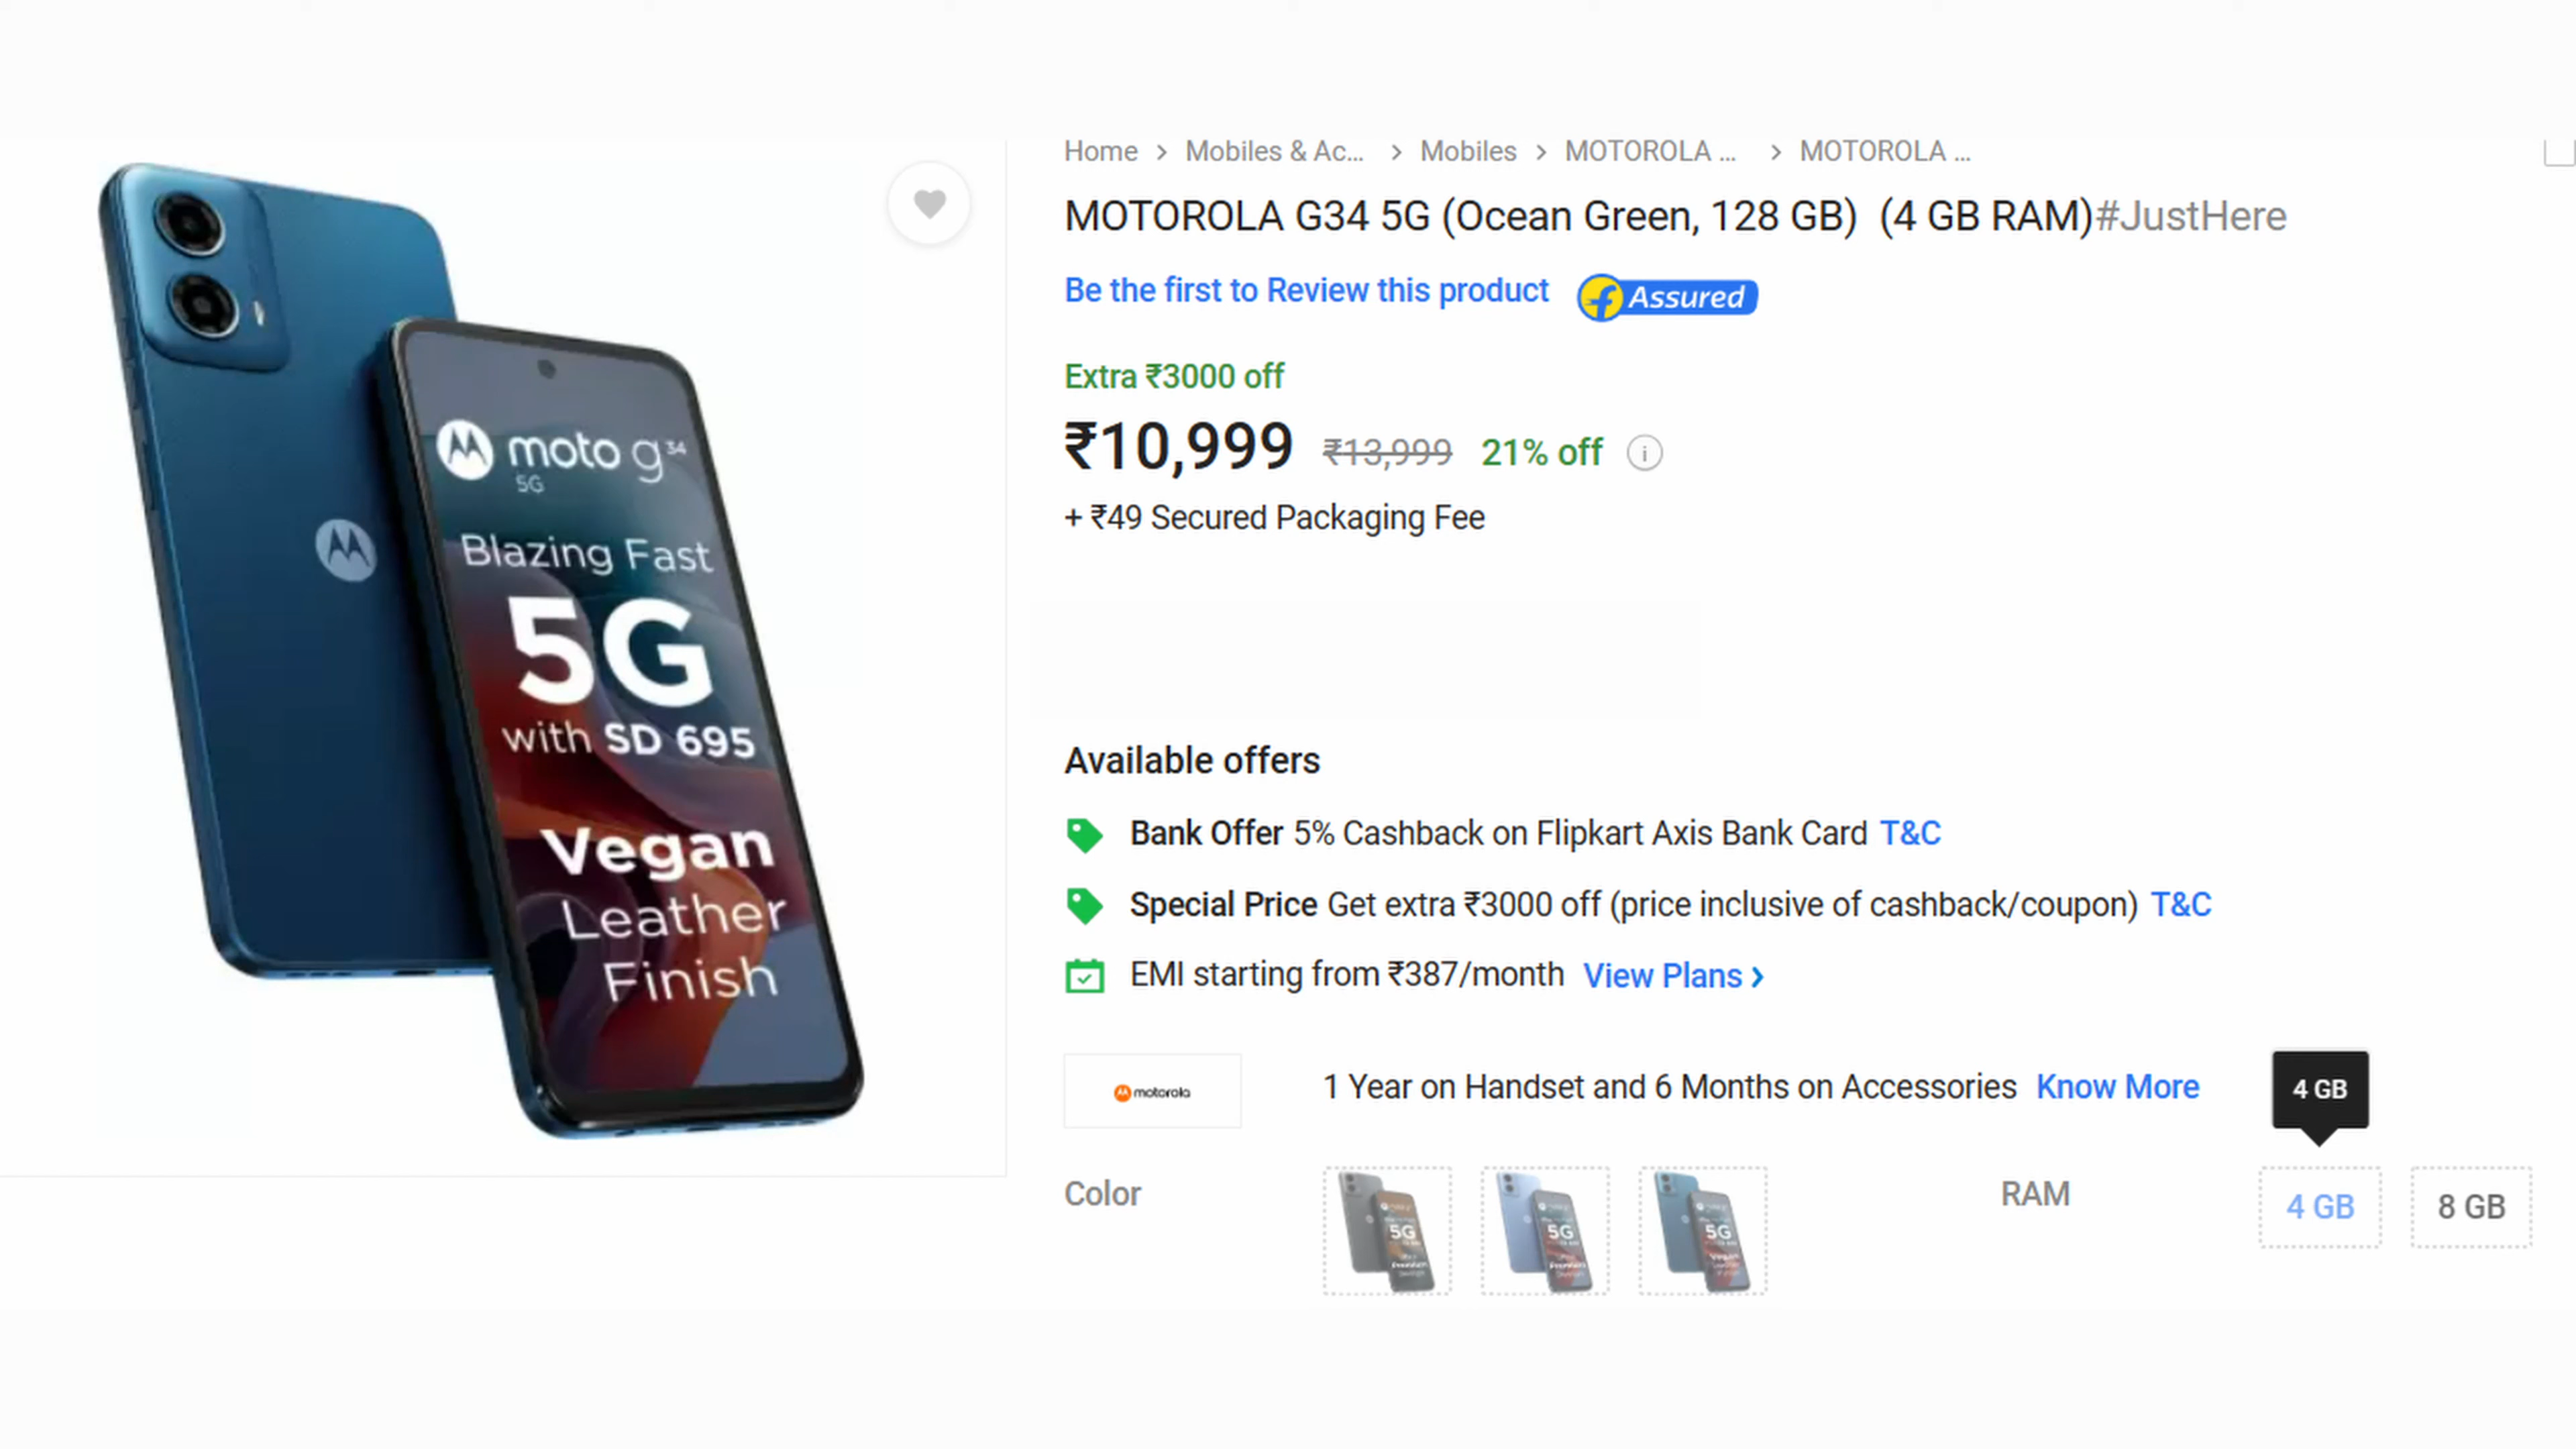 Home > Mobiles & Ac... > Mobiles > MOTOROLA ... > MOTOROLA ...
MOTOROLA G34 5G (Ocean Green, 128 GB) (4 GB RAM)#JustHere
Be the first to Review this product
Assured
Extra ₹3000 off
₹10,999 ₹13,999 21% off
+ ₹49 Secured Packaging Fee
moto g34
5G
Blazing Fast
5G
with SD 695
Vegan
Leather
Finish
Available offers
Bank Offer 5% Cashback on Flipkart Axis Bank Card T&C
Special Price Get extra ₹3000 off (price inclusive of cashback/coupon) T&C
EMI starting from ₹387/month View Plans >
motorola
1 Year on Handset and 6 Months on Accessories Know More
4 GB
Color
5G
5G
5G
Vegan
RAM
4 GB
8 GB